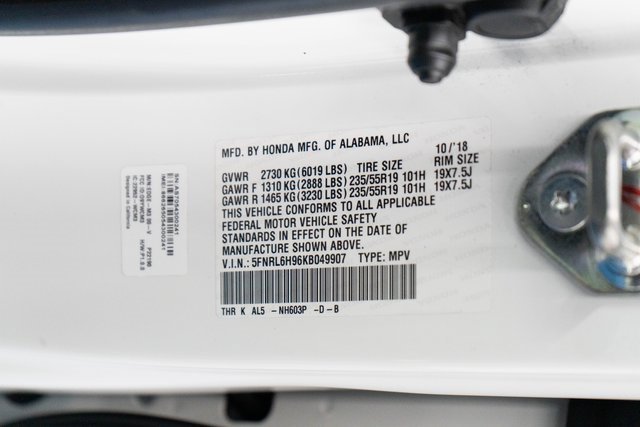 MFD. BY HONDA MFG. OF ALABAMA, LLC 10/'18
GVWR 2730 KG(6019 LBS) TIRE SIZE RIM SIZE
GAWR F 1310 KG(2888 LBS) 235/55R19 101H 19X7.5J
GAWR R 1465 KG(3230 LBS) 235/55R19 101H 19X7.5J
THIS VEHICLE CONFORMS TO ALL APPLICABLE
FEDERAL MOTOR VEHICLE SAFETY
STANDARDS IN EFFECT ON THE DATE OF
MANUFACTURE SHOWN ABOVE.
V.I.N.: 5FNRL6H96KB049907 TYPE: MPV
THR K AL5 -NH603P -D-B
Designed in California